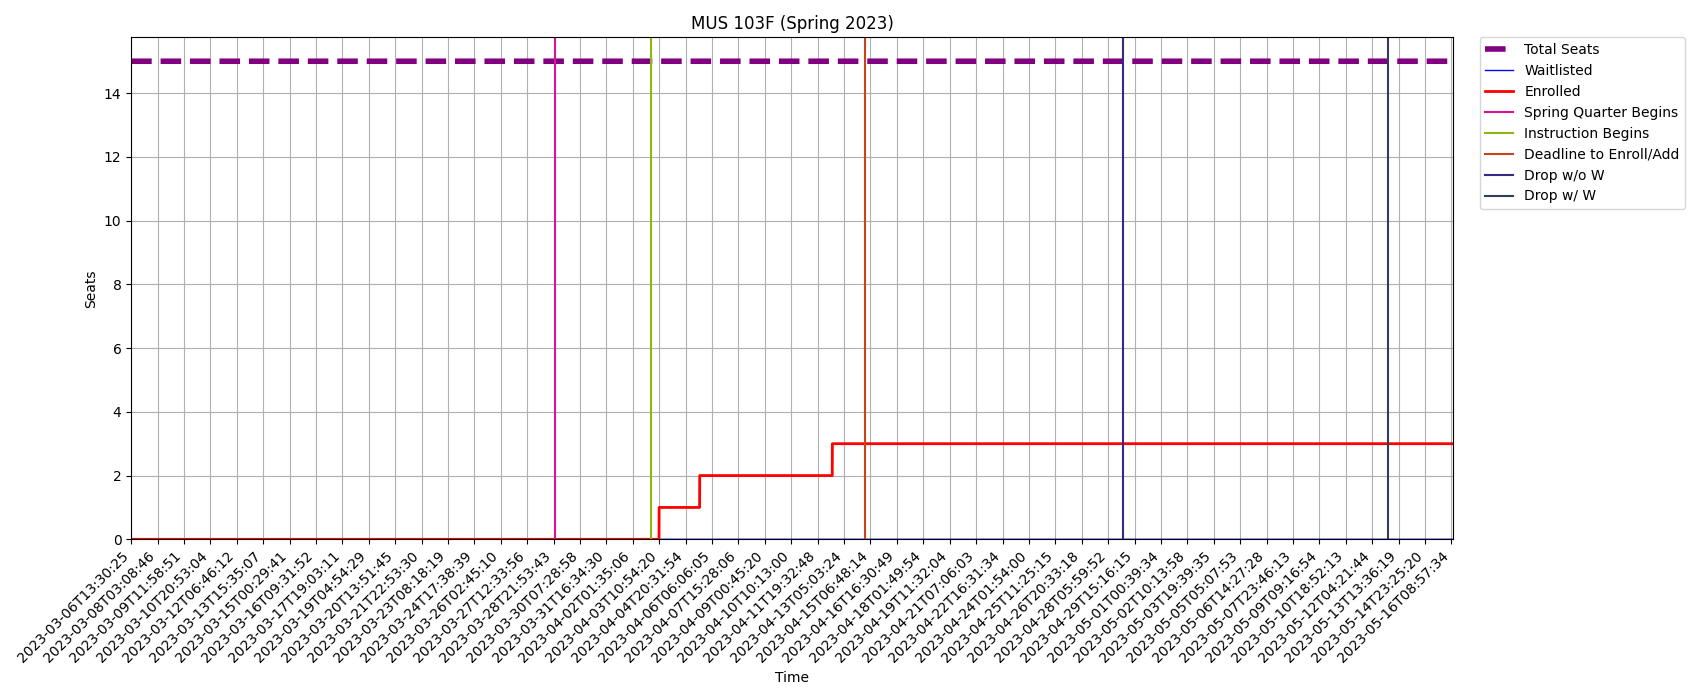 MUS 103F (Spring 2023)
Total Seats
Waitlisted
Enrolled
Spring Quarter Begins
Instruction Begins
Deadline to Enroll/Add
Drop w/o W
Drop w/ W
Seats
14
12
10
8
6
4
2
0
2023-03-06T13:30:25
2023-03-08T03:08:46
2023-03-09T11:58:51
2023-03-10T20:53:04
2023-03-12T06:46:12
2023-03-13T15:35:07
2023-03-15T00:29:41
2023-03-16T09:31:52
2023-03-17T19:03:11
2023-03-19T04:54:29
2023-03-20T13:51:45
2023-03-21T22:53:30
2023-03-23T08:18:19
2023-03-24T17:38:39
2023-03-26T02:45:10
2023-03-27T12:33:56
2023-03-28T21:53:43
2023-03-30T07:28:58
2023-03-31T16:34:30
2023-04-02T01:35:06
2023-04-03T10:54:20
2023-04-04T20:31:54
2023-04-06T06:06:05
2023-04-07T15:28:06
2023-04-09T00:45:20
2023-04-10T10:13:00
2023-04-11T19:32:48
2023-04-13T05:03:24
2023-04-15T06:48:14
2023-04-16T16:30:49
2023-04-18T01:49:54
2023-04-19T11:32:04
2023-04-21T07:06:03
2023-04-22T16:31:34
2023-04-24T01:54:00
2023-04-25T11:25:15
2023-04-26T20:33:18
2023-04-28T05:59:52
2023-04-29T15:16:15
2023-05-01T00:39:34
2023-05-02T10:13:58
2023-05-03T19:39:35
2023-05-05T05:07:53
2023-05-06T14:27:28
2023-05-07T23:46:13
2023-05-09T09:16:54
2023-05-10T18:52:13
2023-05-12T04:21:44
2023-05-13T13:36:19
2023-05-14T23:25:20
2023-05-16T08:57:34
Time